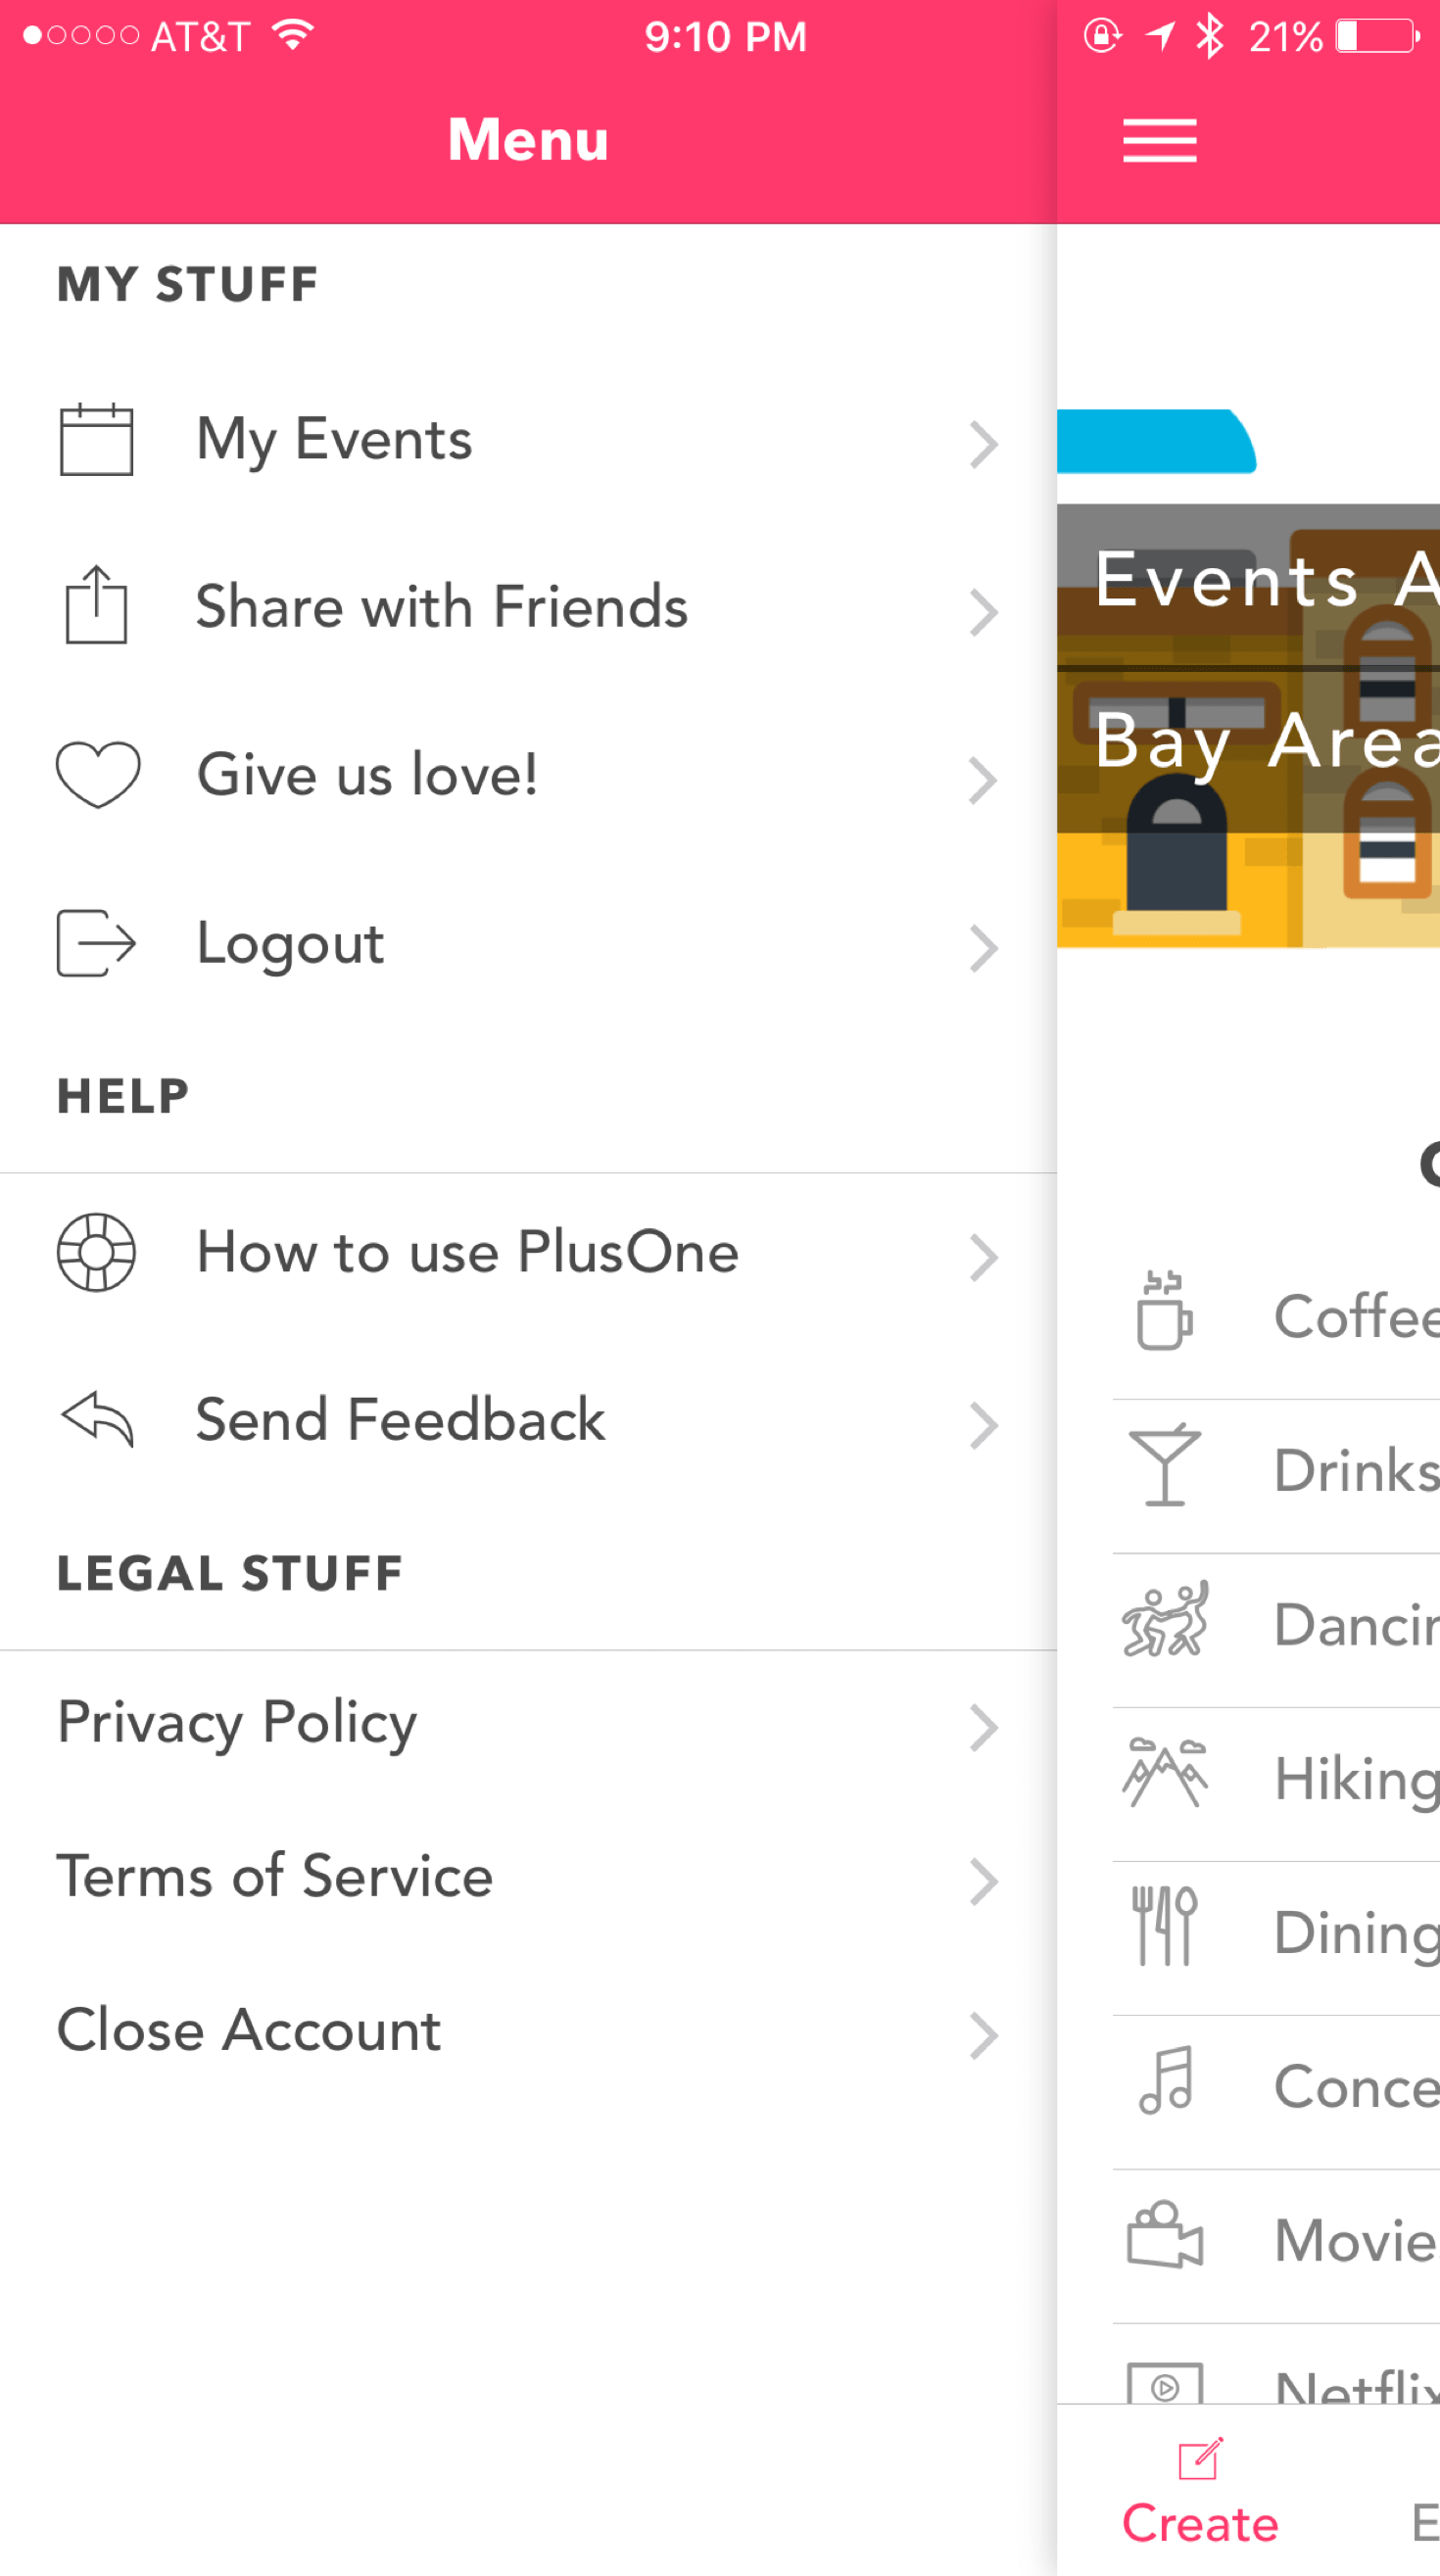 AT&T
9:10 PM
21%
Menu
MY STUFF
My Events
Share with Friends
Give us love!
Logout
HELP
How to use PlusOne
Send Feedback
LEGAL STUFF
Privacy Policy
Terms of Service
Close Account
Events A
Bay Area
Coffee
Drinks
Dancin
Hiking
Dining
Conce
Movie
Netflix
Create
E